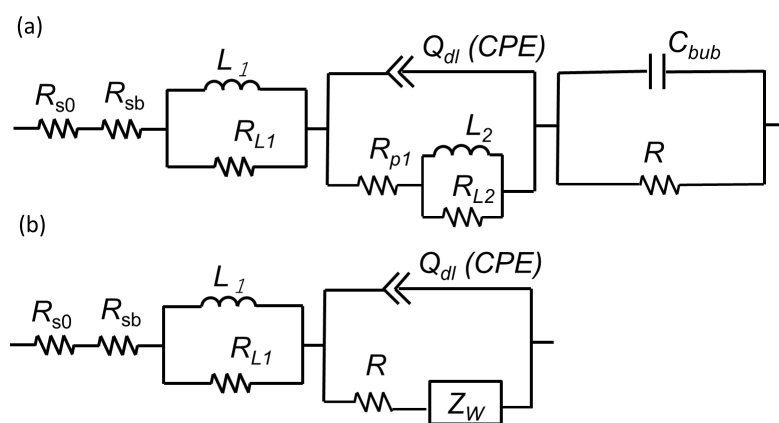 (a)
Q_dl (CPE)
C_bub
R_s0 R_sb
L_1
R_L1
R_p1
L_2
R_L2
R
(b)
Q_dl (CPE)
R_s0 R_sb
L_1
R_L1
R
Z_W